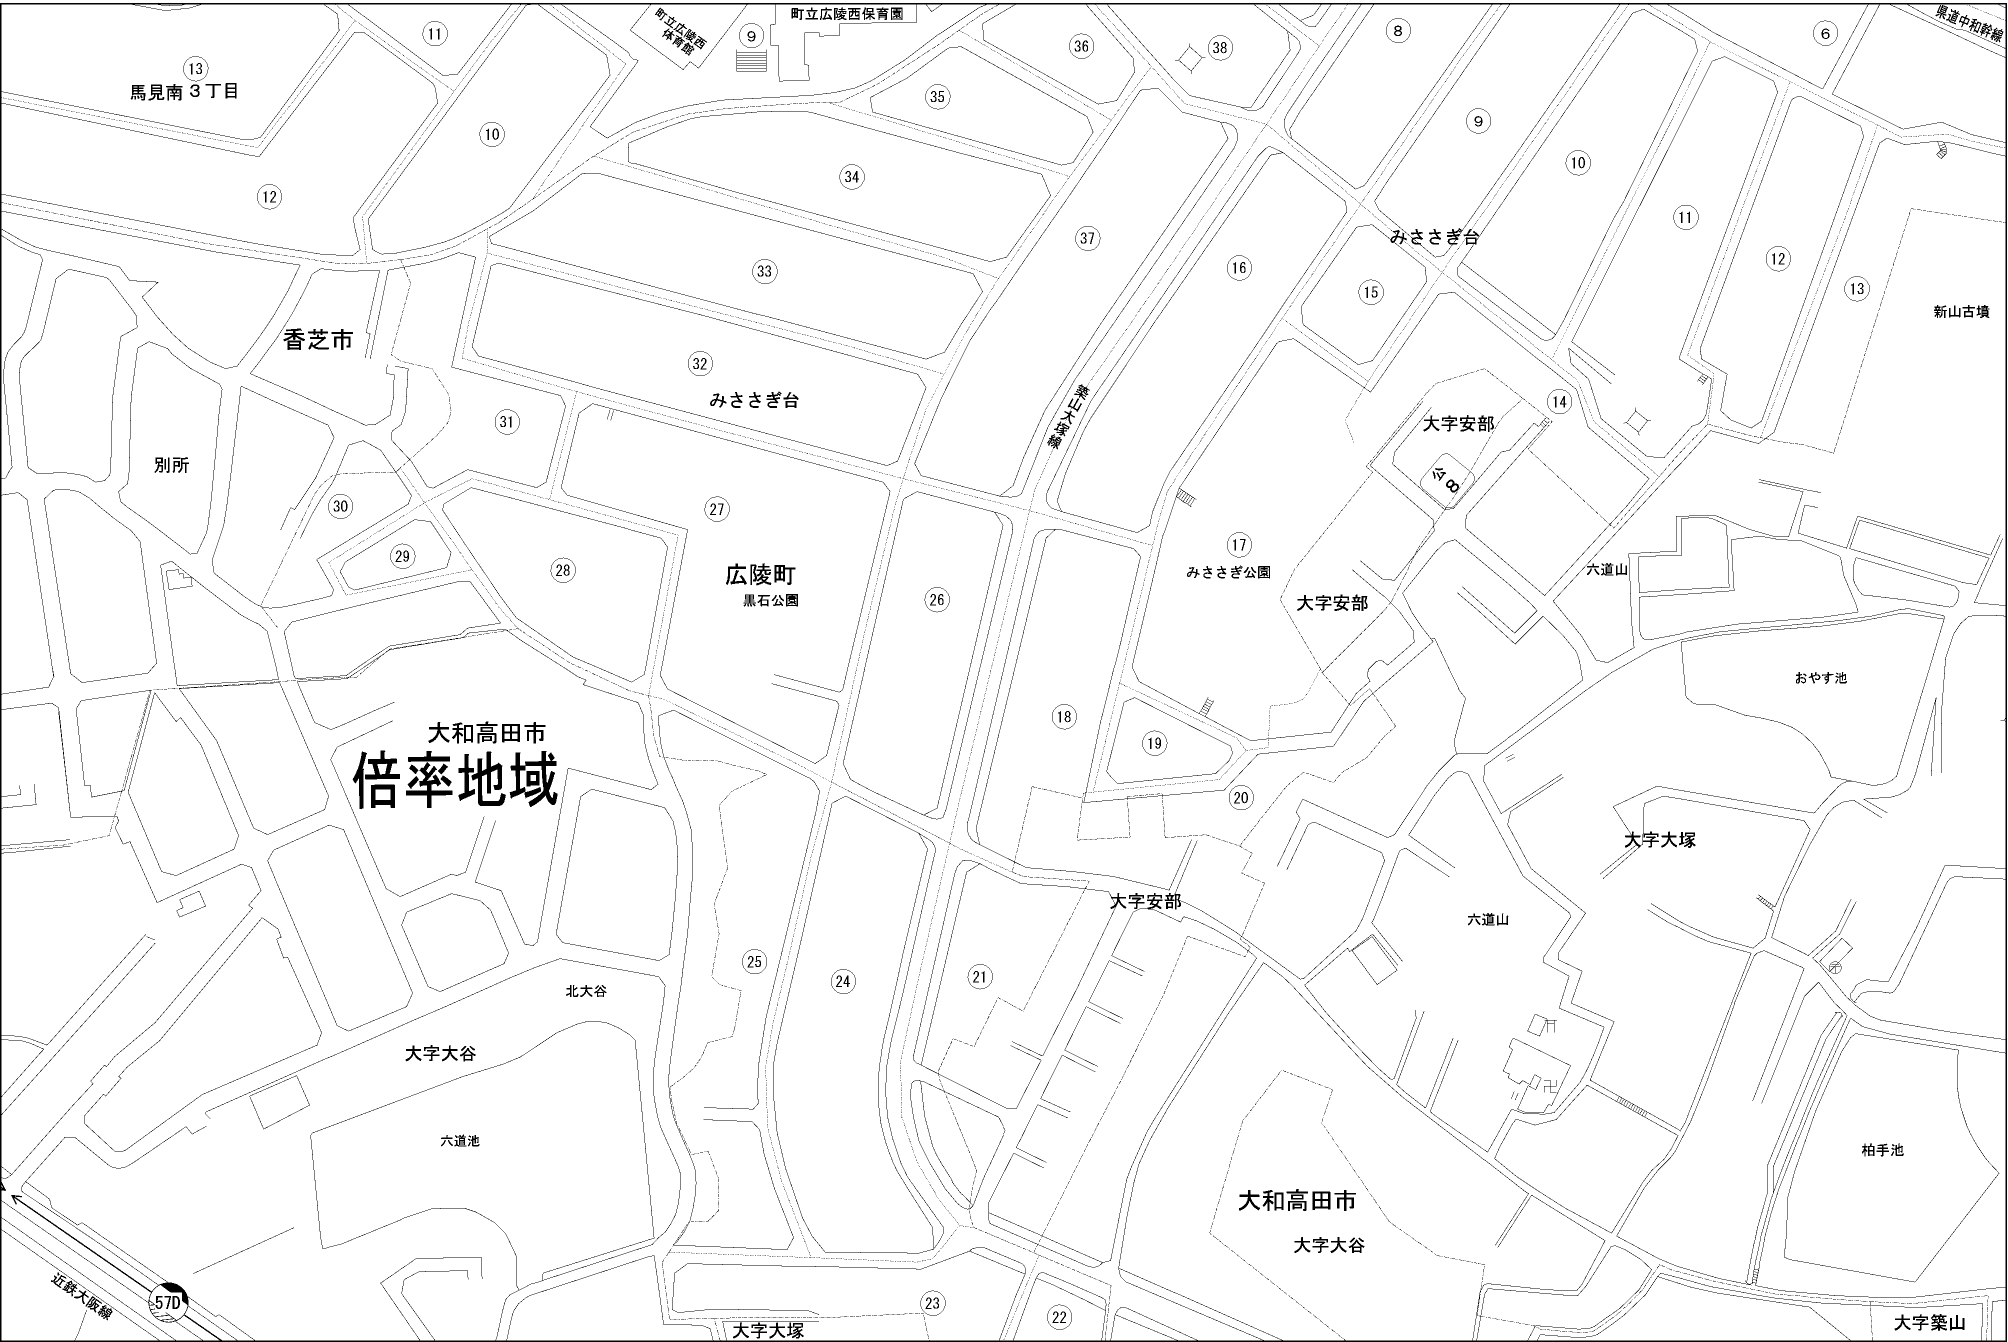 町立広陵西保育園
県道中和幹線
町立広陵西
体育館
⑨
⑪
⑧
⑥
㊱
㊳
⑬
馬見南3丁目
㉟
⑩
⑨
⑩
㉞
⑫
⑪
㊲
みささぎ台
⑫
㉝
⑯
⑮
⑬
新山古墳
香芝市
㉜
みささぎ台
築山大塚線
⑭
大字安部
㉛
別所
公8
㉚
㉗
⑰
みささぎ公園
㉙
㉘
広陵町
黒石公園
㉖
六道山
大字安部
おやす池
⑱
⑲
大和高田市
倍率地域
⑳
大字大塚
大字安部
六道山
㉕
㉔
㉑
北大谷
大字大谷
六道池
柏手池
大和高田市
大字大谷
57D
近鉄大阪線
㉓
㉒
大字大塚
大字築山